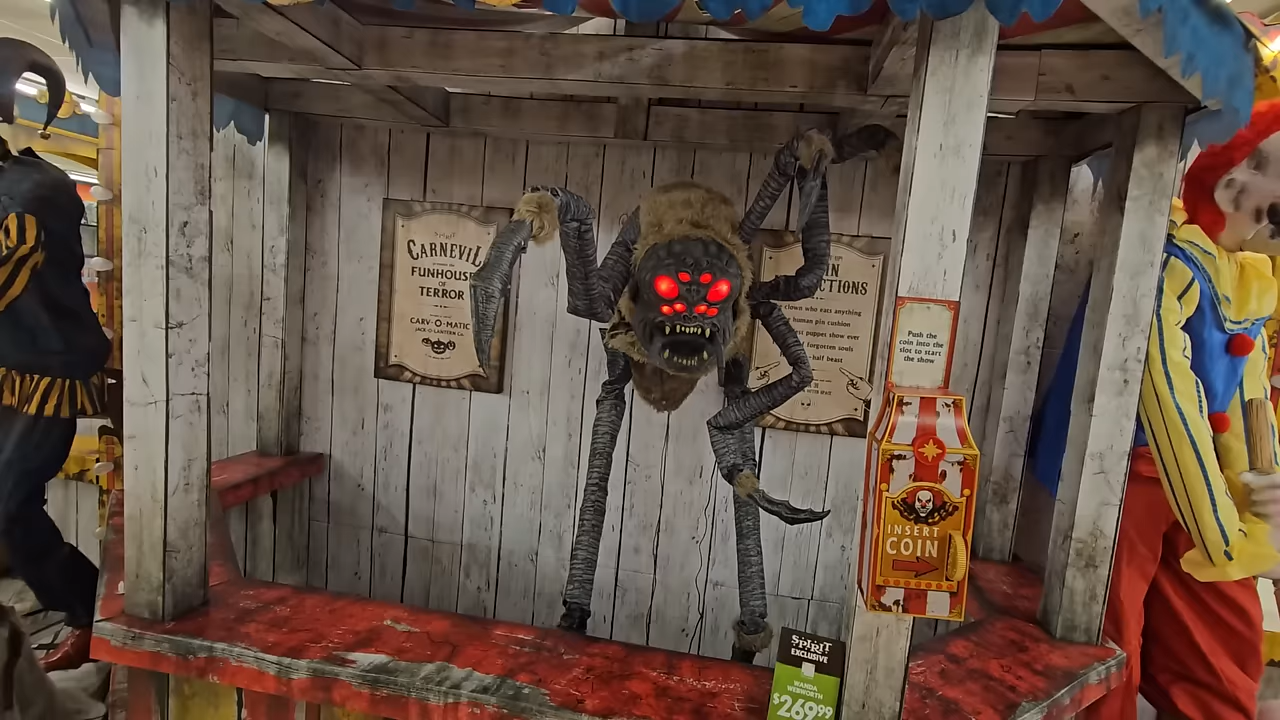 Spirit
CARNEVIL
FUNHOUSE
OF
TERROR
CARV-O-MATIC
JACK-O-LANTERN Co.
clown who eats anything
human pin cushion
puppet show ever
forgotten souls
-half beast
Push the
coin into the
slot to start
the show
INSERT
COIN
SPIRIT
EXCLUSIVE
WANDA
WEBWORTH
$269.99